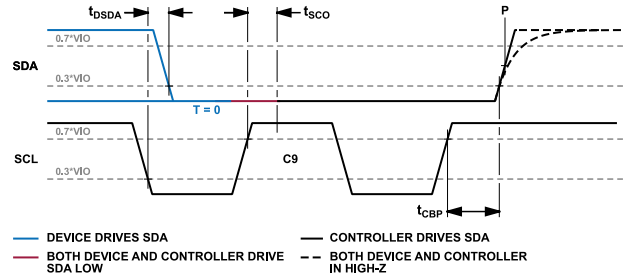 tDSDA
tSCO
P
0.7*VIO
SDA
0.3*VIO
T = 0
0.7*VIO
SCL
C9
0.3*VIO
tCBP
DEVICE DRIVES SDA
CONTROLLER DRIVES SDA
BOTH DEVICE AND CONTROLLER DRIVE
SDA LOW
BOTH DEVICE AND CONTROLLER
IN HIGH-Z